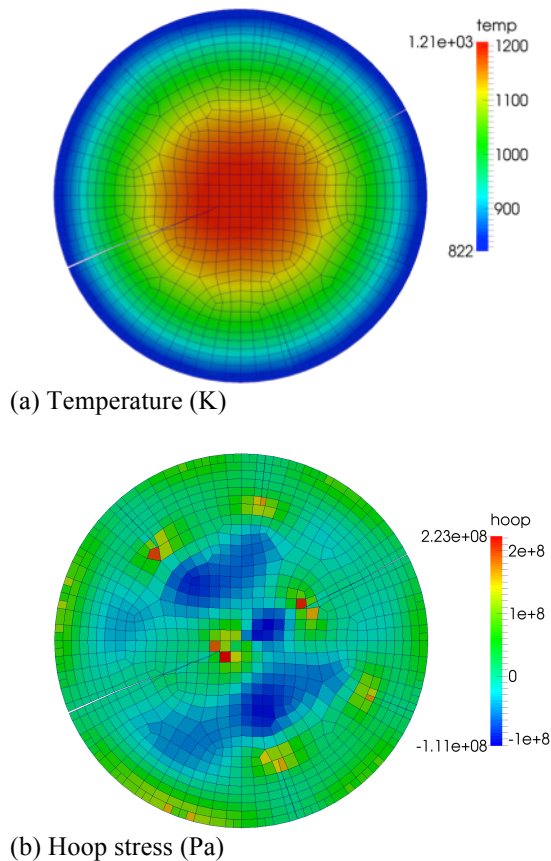 temp
1.21e+03
1200
1100
1000
900
822
(a) Temperature (K)
hoop
2.23e+08
2e+8
1e+8
0
-1e+8
-1.11e+08
(b) Hoop stress (Pa)